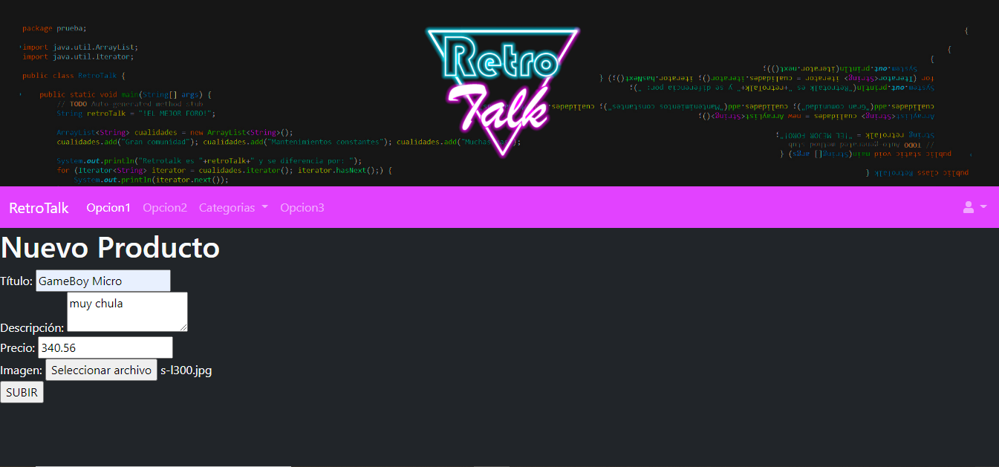 package prueba;
import java.util.ArrayList;
import java.util.Iterator;
public class RetroTalk {
public static void main(String[] args) {
// TODO Auto-generated method stub
String retroTalk = "!EL MEJOR FORO!";
ArrayList<String> cualidades = new ArrayList<String>();
cualidades.add("Gran comunidad"); cualidades.add("Mantenimientos constantes"); cualidades.add("Muchas
System.out.println("Retrotalk es "+retroTalk+" y se diferencia por: ");
for (Iterator<String> iterator = cualidades.iterator(); iterator.hasNext();) {
System.out.println(iterator.next());
Retro
Talk
}
{
}
System.out.println(iterator.next());
for (Iterator<String> iterator = cualidades.iterator(); iterator.hasNext();) {
System.out.println("Retrotalk es "+retroTalk+" y se diferencia por: ");
cualidades.add("Gran comunidad"); cualidades.add("Mantenimientos constantes");
ArrayList<String> cualidades = new ArrayList<String>();
String retroTalk = "!EL MEJOR FORO!";
// TODO Auto-generated method stub
public static void main(String[] args) {
public class RetroTalk {
RetroTalk Opcion1 Opcion2 Categorias Opcion3
Nuevo Producto
Título: GameBoy Micro
muy chula
Descripción:
Precio: 340.56
Imagen: Seleccionar archivo s-l300.jpg
SUBIR